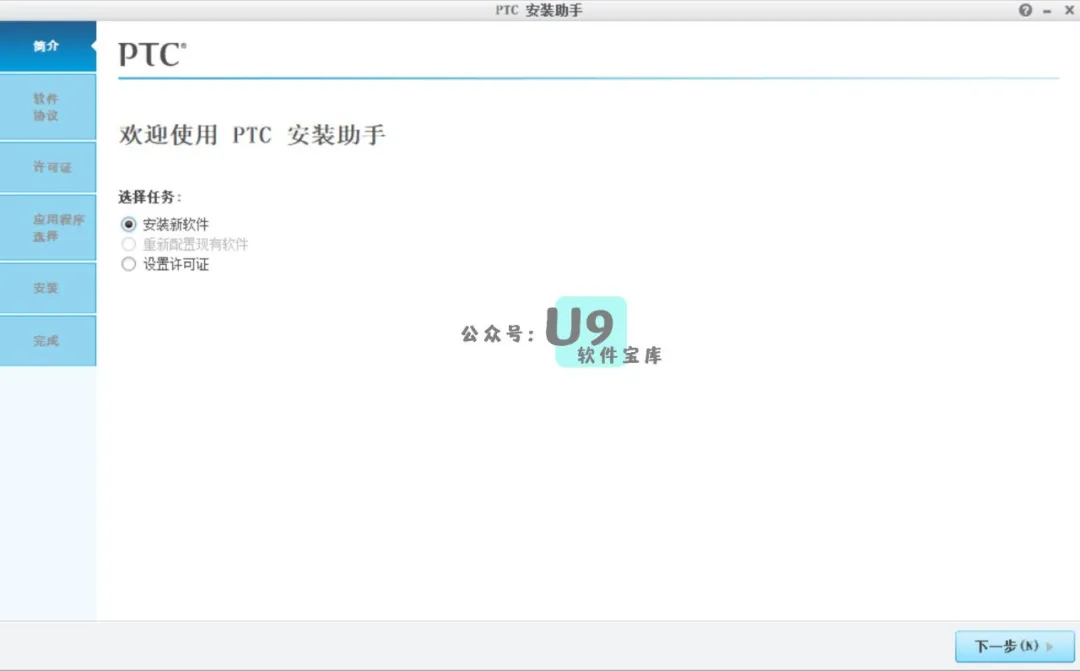 PTC 安装助手
简介
软件
协议
许可证
应用程序
选择
安装
完成
PTC®
欢迎使用 PTC 安装助手
选择任务:
安装新软件
重新配置现有软件
设置许可证
公众号: U9
软件宝库
下一步(N)